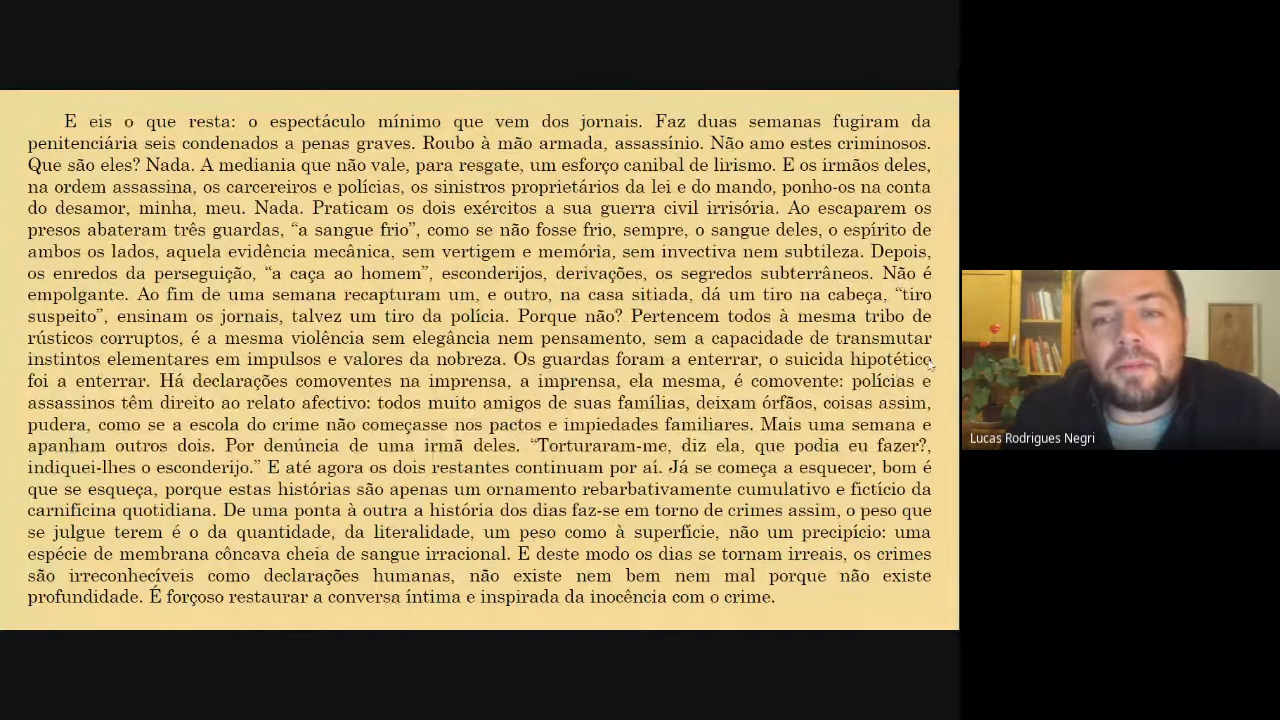 E eis o que resta: o espectáculo mínimo que vem dos jornais. Faz duas semanas fugiram da
penitenciária seis condenados a penas graves. Roubo à mão armada, assassínio. Não amo estes criminosos.
Que são eles? Nada. A mediania que não vale, para resgate, um esforço canibal de lirismo. E os irmãos deles,
na ordem assassina, os carcereiros e polícias, os sinistros proprietários da lei e do mando, ponho-os na conta
do desamor, minha, meu. Nada. Praticam os dois exércitos a sua guerra civil irrisória. Ao escaparem os
presos abateram três guardas, “a sangue frio”, como se não fosse frio, sempre, o sangue deles, o espírito de
ambos os lados, aquela evidência mecânica, sem vertigem e memória, sem invectiva nem subtileza. Depois,
os enredos da perseguição, “a caça ao homem”, esconderijos, derivações, os segredos subterrâneos. Não é
empolgante. Ao fim de uma semana recapturam um, e outro, na casa sitiada, dá um tiro na cabeça, “tiro
suspeito”, ensinam os jornais, talvez um tiro da polícia. Porque não? Pertencem todos à mesma tribo de
rústicos corruptos, é a mesma violência sem elegância nem pensamento, sem a capacidade de transmutar
instintos elementares em impulsos e valores da nobreza. Os guardas foram a enterrar, o suicida hipotético
foi a enterrar. Há declarações comoventes na imprensa, a imprensa, ela mesma, é comovente: polícias e
assassinos têm direito ao relato afectivo: todos muito amigos de suas famílias, deixam órfãos, coisas assim,
pudera, como se a escola do crime não começasse nos pactos e impiedades familiares. Mais uma semana e
apanham outros dois. Por denúncia de uma irmã deles. “Torturaram-me, diz ela, que podia eu fazer?,
indiquei-lhes o esconderijo.” E até agora os dois restantes continuam por aí. Já se começa a esquecer, bom é
que se esqueça, porque estas histórias são apenas um ornamento rebarbativamente cumulativo e fictício da
carnificina quotidiana. De uma ponta à outra a história dos dias faz-se em torno de crimes assim, o peso que
se julgue terem é o da quantidade, da literalidade, um peso como à superfície, não um precipício: uma
espécie de membrana côncava cheia de sangue irracional. E deste modo os dias se tornam irreais, os crimes
são irreconhecíveis como declarações humanas, não existe nem bem nem mal porque não existe
profundidade. É forçoso restaurar a conversa íntima e inspirada da inocência com o crime.
Lucas Rodrigues Negri